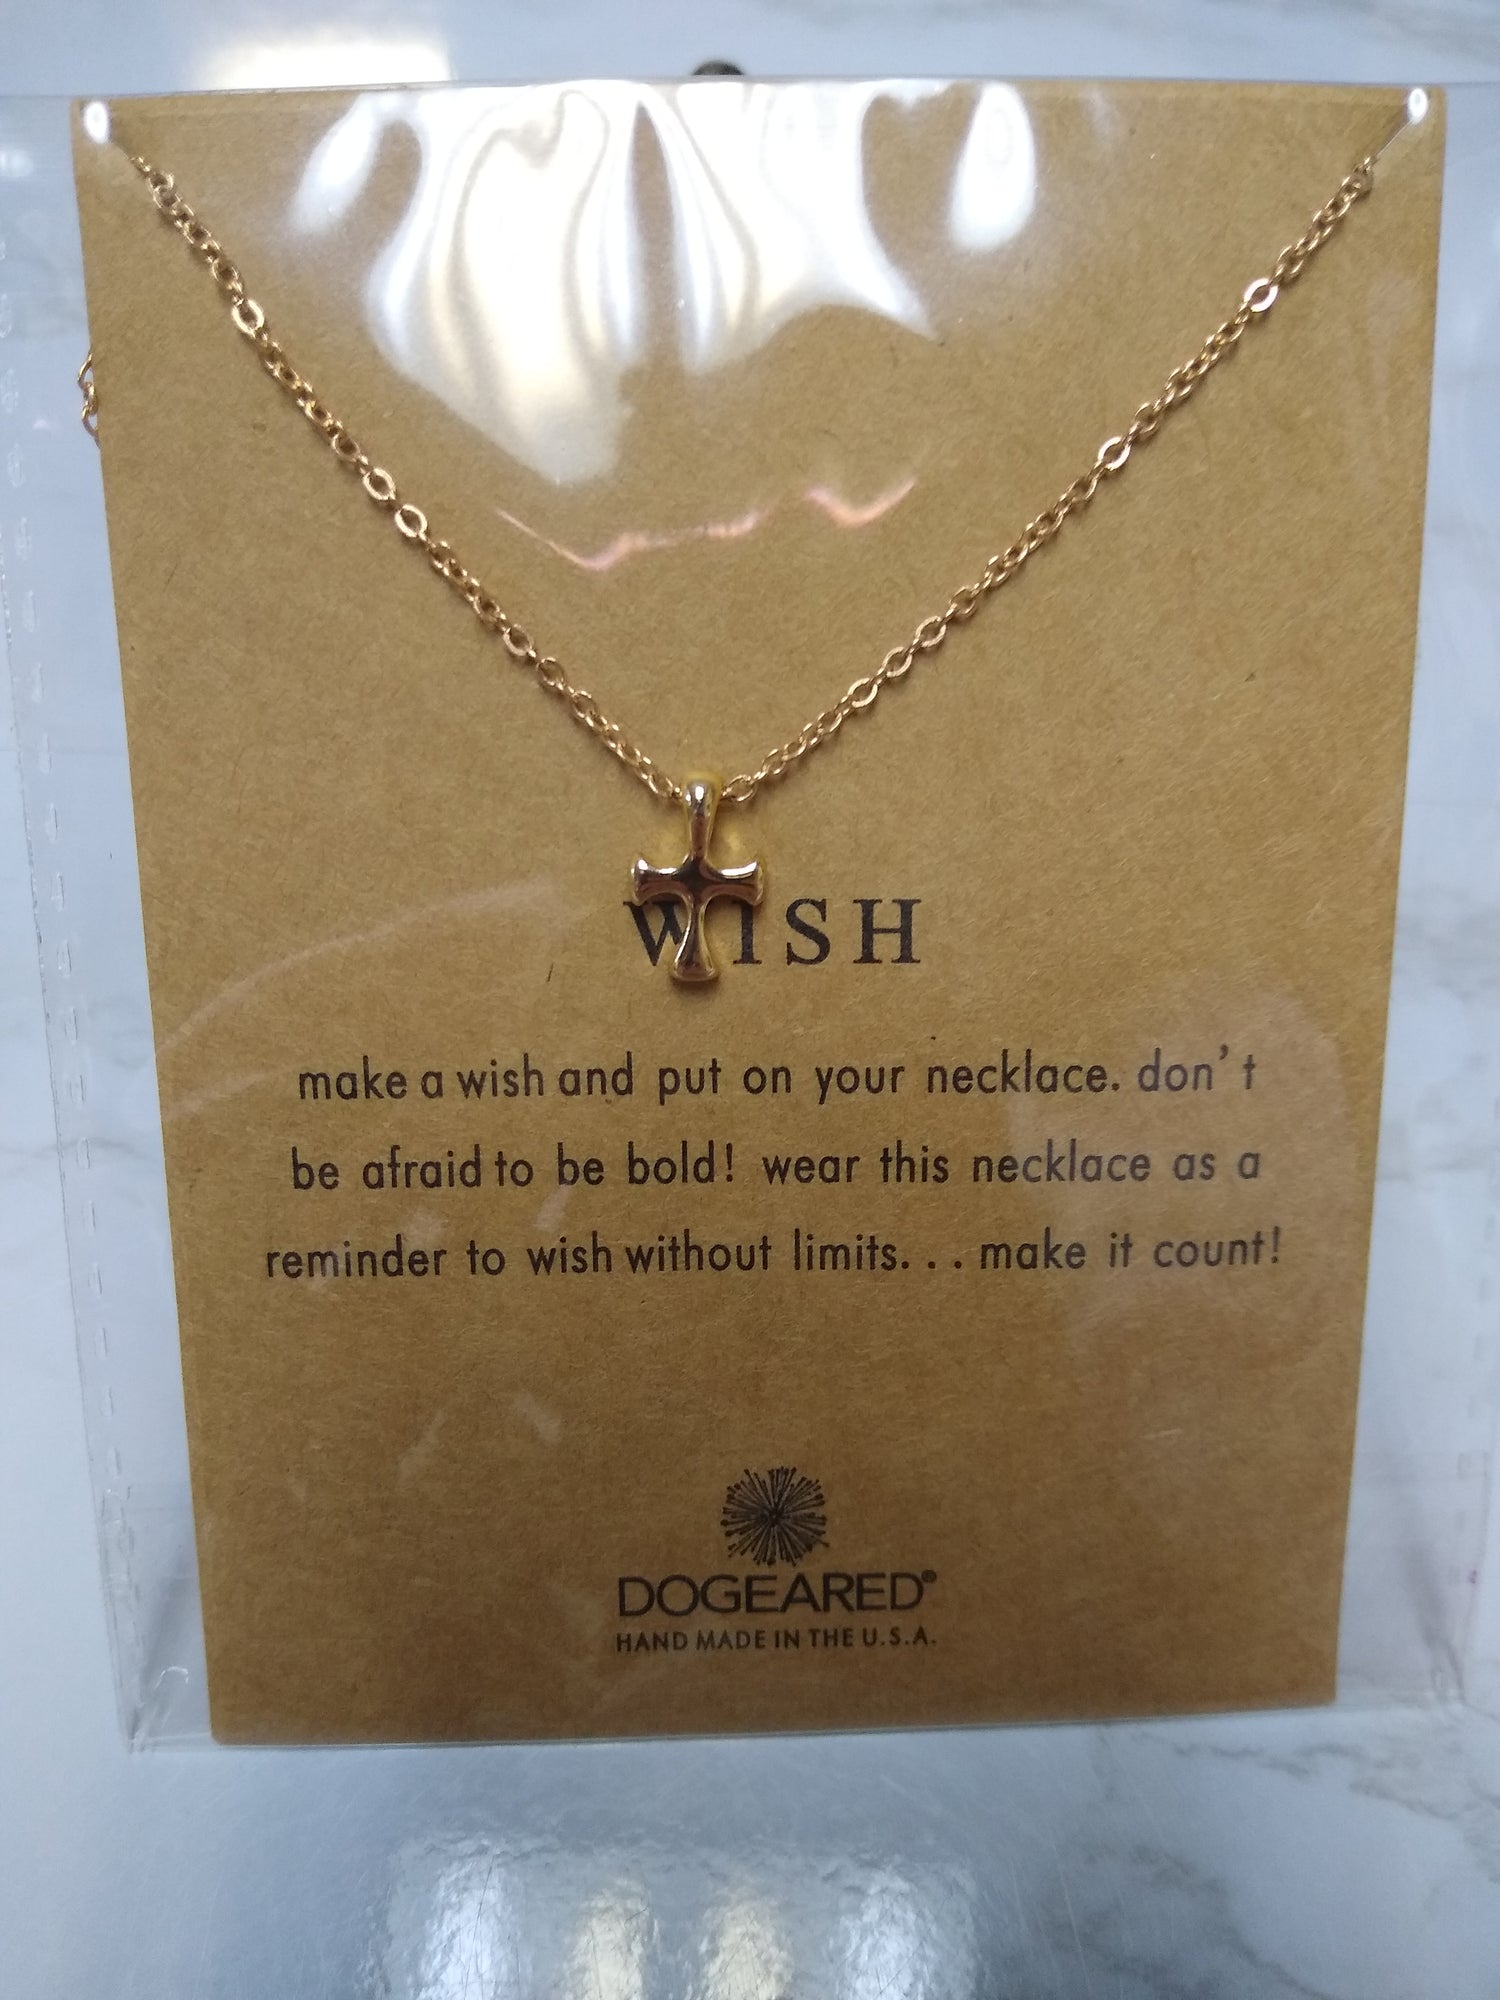 WISH
make a wish and put on your necklace. don't
be afraid to be bold! wear this necklace as a
reminder to wish without limits... make it count!
DOGEARED®
HAND MADE IN THE U.S.A.